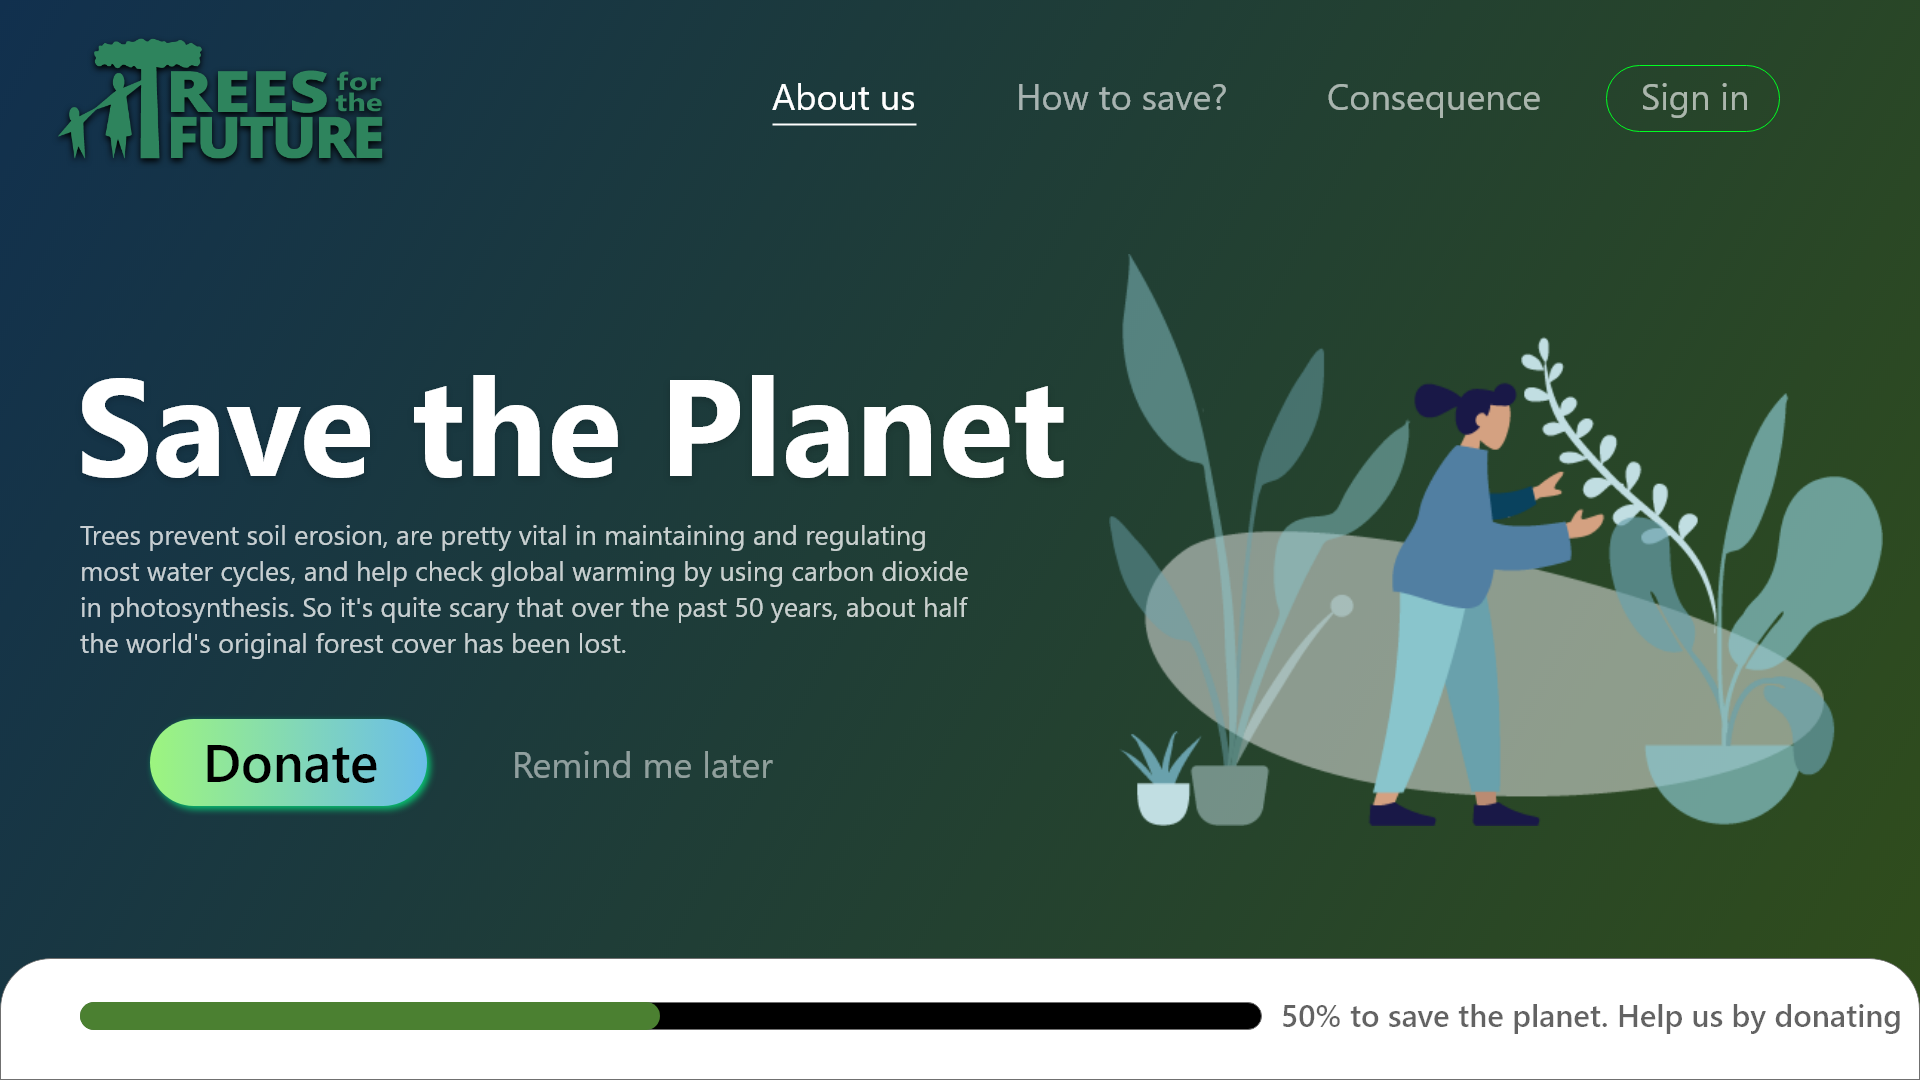 TREES for the FUTURE
About us
How to save?
Consequence
Sign in
Save the Planet
Trees prevent soil erosion, are pretty vital in maintaining and regulating
most water cycles, and help check global warming by using carbon dioxide
in photosynthesis. So it's quite scary that over the past 50 years, about half
the world's original forest cover has been lost.
Donate
Remind me later
50% to save the planet. Help us by donating